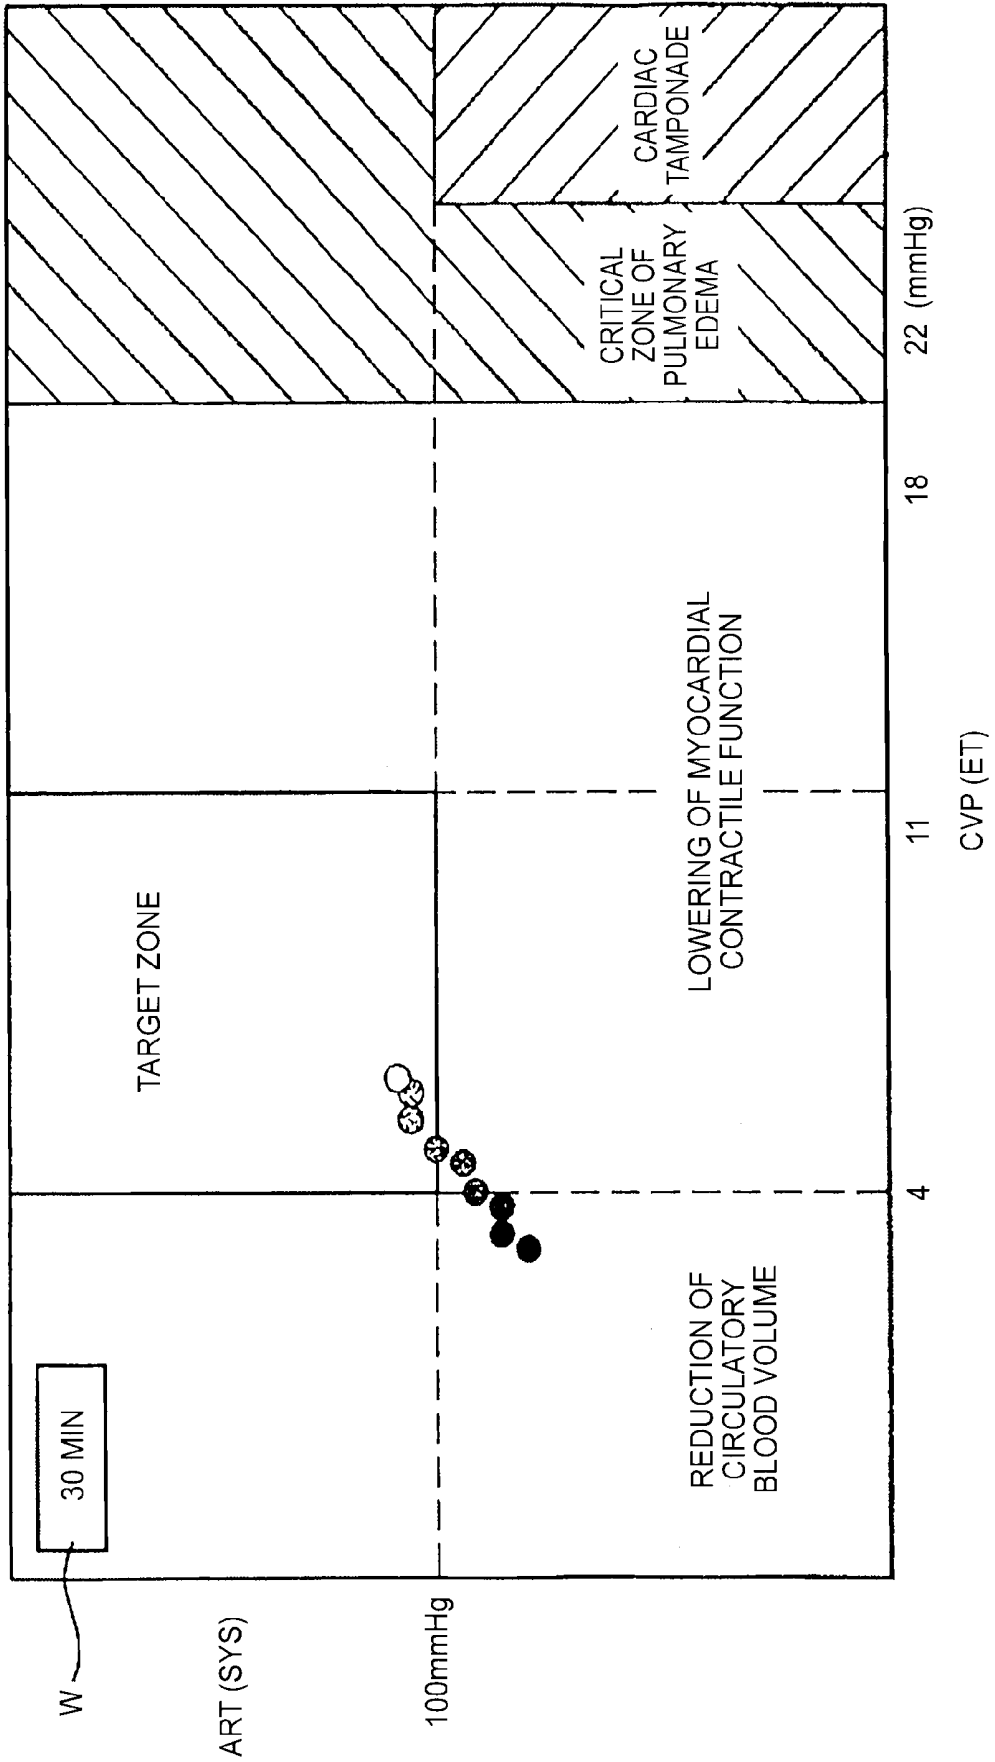 W
30 MIN
ART (SYS)
100mmHg
TARGET ZONE
REDUCTION OF
CIRCULATORY
BLOOD VOLUME
LOWERING OF MYOCARDIAL
CONTRACTILE FUNCTION
CRITICAL
ZONE OF
PULMONARY
EDEMA
CARDIAC
TAMPONADE
4
11
18
22 (mmHg)
CVP (ET)